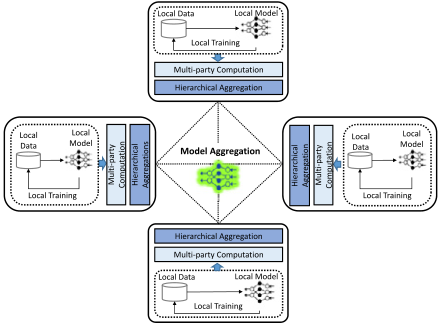 Local Data
Local Model
Local Training
Multi-party Computation
Hierarchical Aggregation
Local
Data
Local
Model
Local Training
Multi-party
Computation
Hierarchical
Aggregations
Model Aggregation
Hierarchical
Aggregation
Multi-party
Computation
Local
Data
Local
Model
Local Training
Hierarchical Aggregation
Multi-party Computation
Local Data
Local Model
Local Training